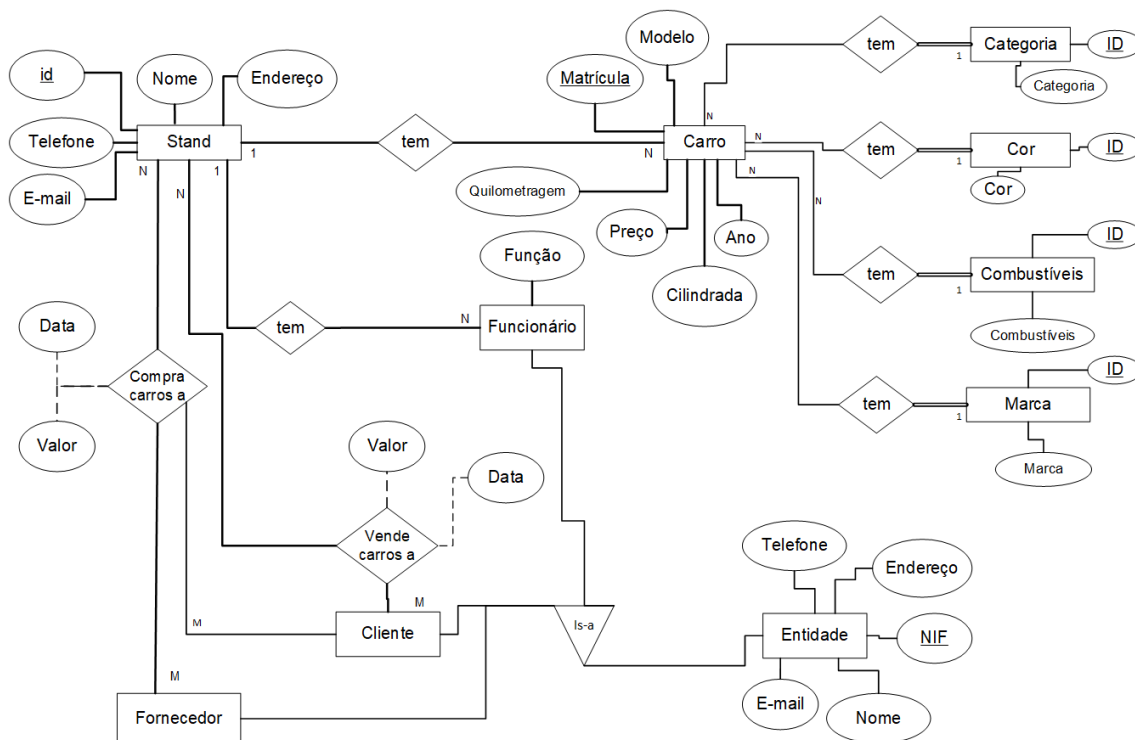 Modelo
tem
Categoria
ID
1
Categoria
id
Nome
Endereço
Matrícula
N
Telefone
Stand
1
tem
N
Carro
N
tem
1
Cor
ID
Cor
E-mail
N
N
1
N
N
Quilometragem
Preço
Ano
Cilindrada
Função
tem
1
Combustíveis
ID
Combustíveis
Data
tem
N
Funcionário
Compra
carros a
Valor
tem
1
Marca
ID
Marca
Valor
Data
Vende
carros a
M
M
Cliente
Is-a
Telefone
Endereço
Entidade
NIF
E-mail
Nome
M
Fornecedor